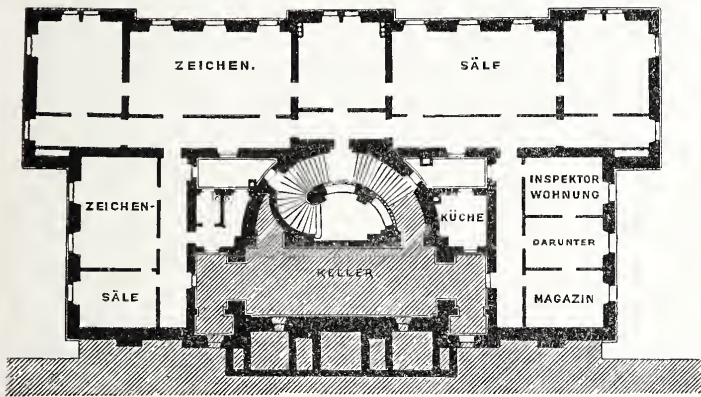 ZEICHEN. SÄLE
ZEICHEN-
INSPEKTOR
WOHNUNG
KÜCHE
DARUNTER
KELLER.
SÄLE
MAGAZIN